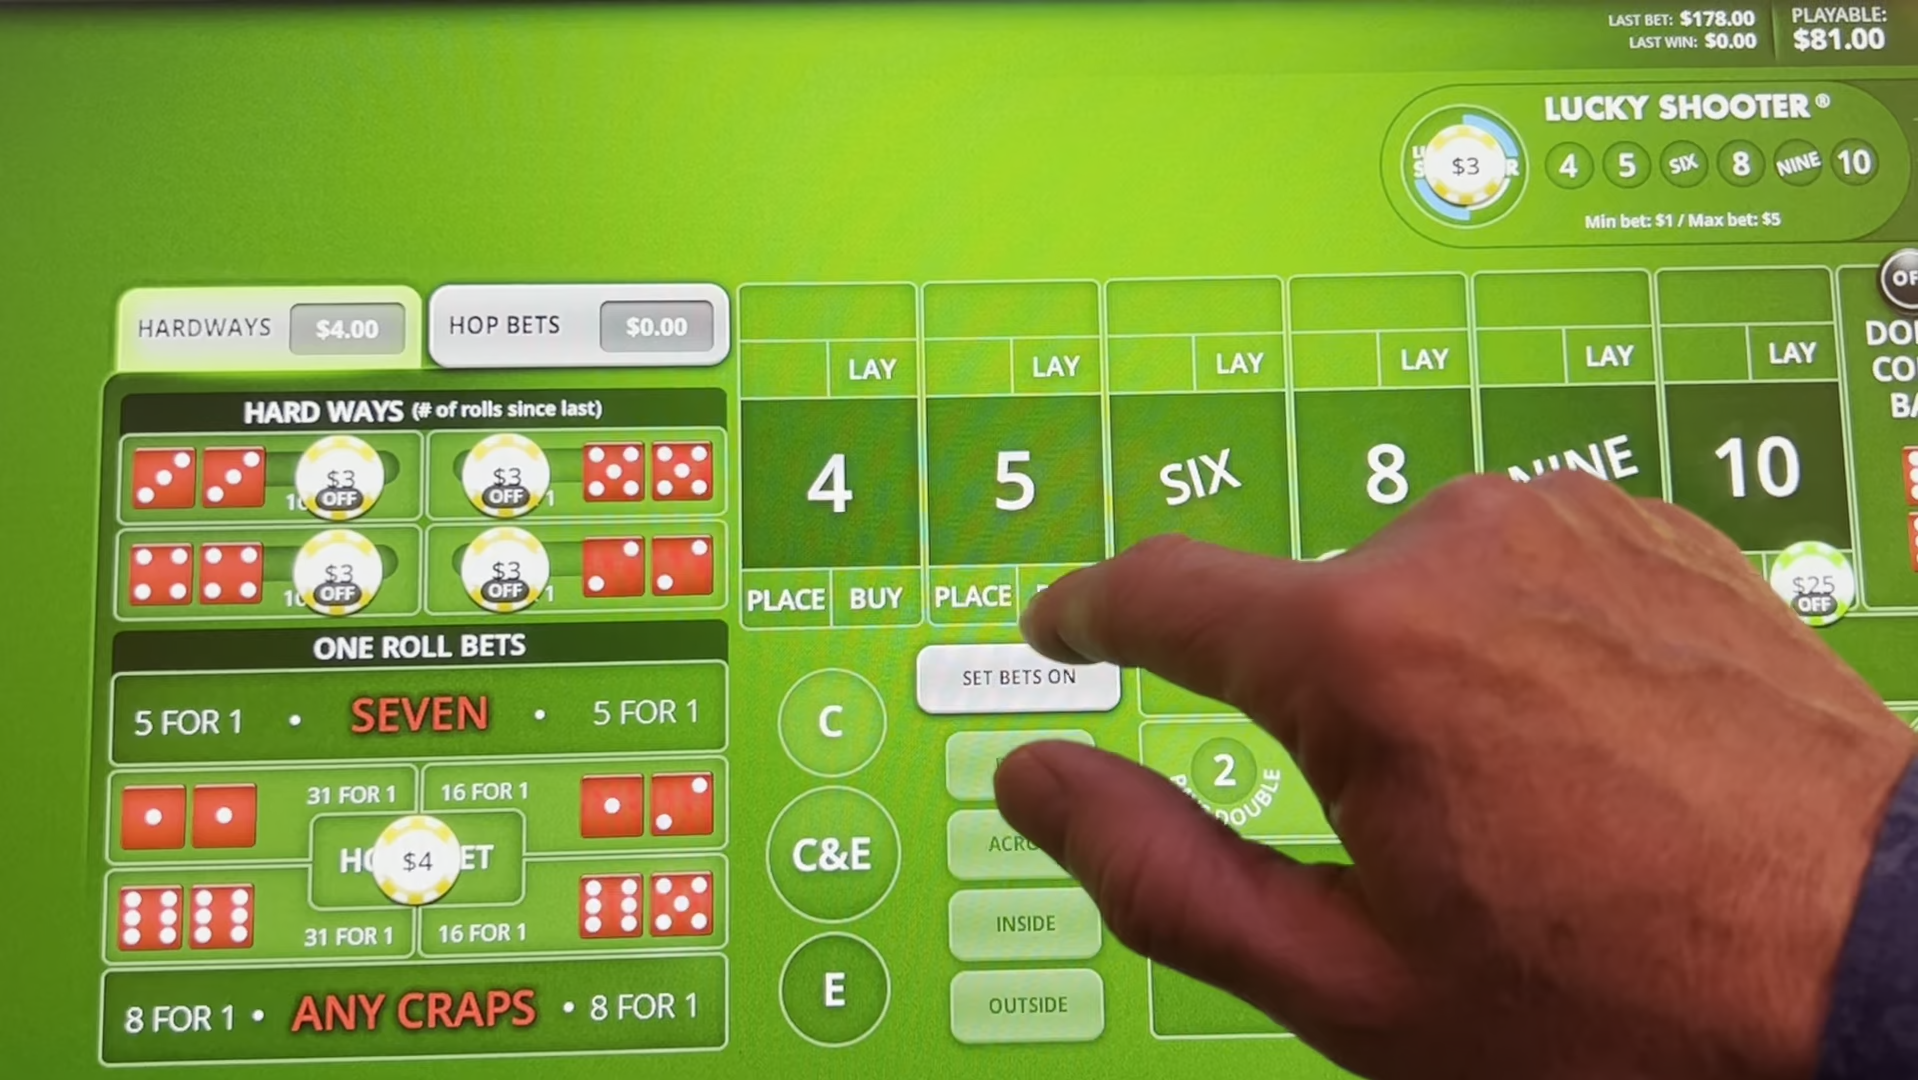 LAST BET: $178.00
LAST WIN: $0.00
PLAYABLE:
$81.00
LUCKY SHOOTER®
$3
4 5 SIX 8 NINE 10
Min bet: $1 / Max bet: $5
HARDWAYS $4.00
HOP BETS $0.00
HARD WAYS (# of rolls since last)
$3
OFF
$3
OFF
1
$3
OFF
$3
OFF
1
ONE ROLL BETS
5 FOR 1 • SEVEN • 5 FOR 1
31 FOR 1
16 FOR 1
$4
31 FOR 1
16 FOR 1
8 FOR 1 • ANY CRAPS • 8 FOR 1
LAY LAY LAY LAY LAY LAY
4 5 SIX 8 NINE 10
PLACE BUY PLACE
$25
OFF
SET BETS ON
C
C&E
E
INSIDE
OUTSIDE
2
DOUBLE